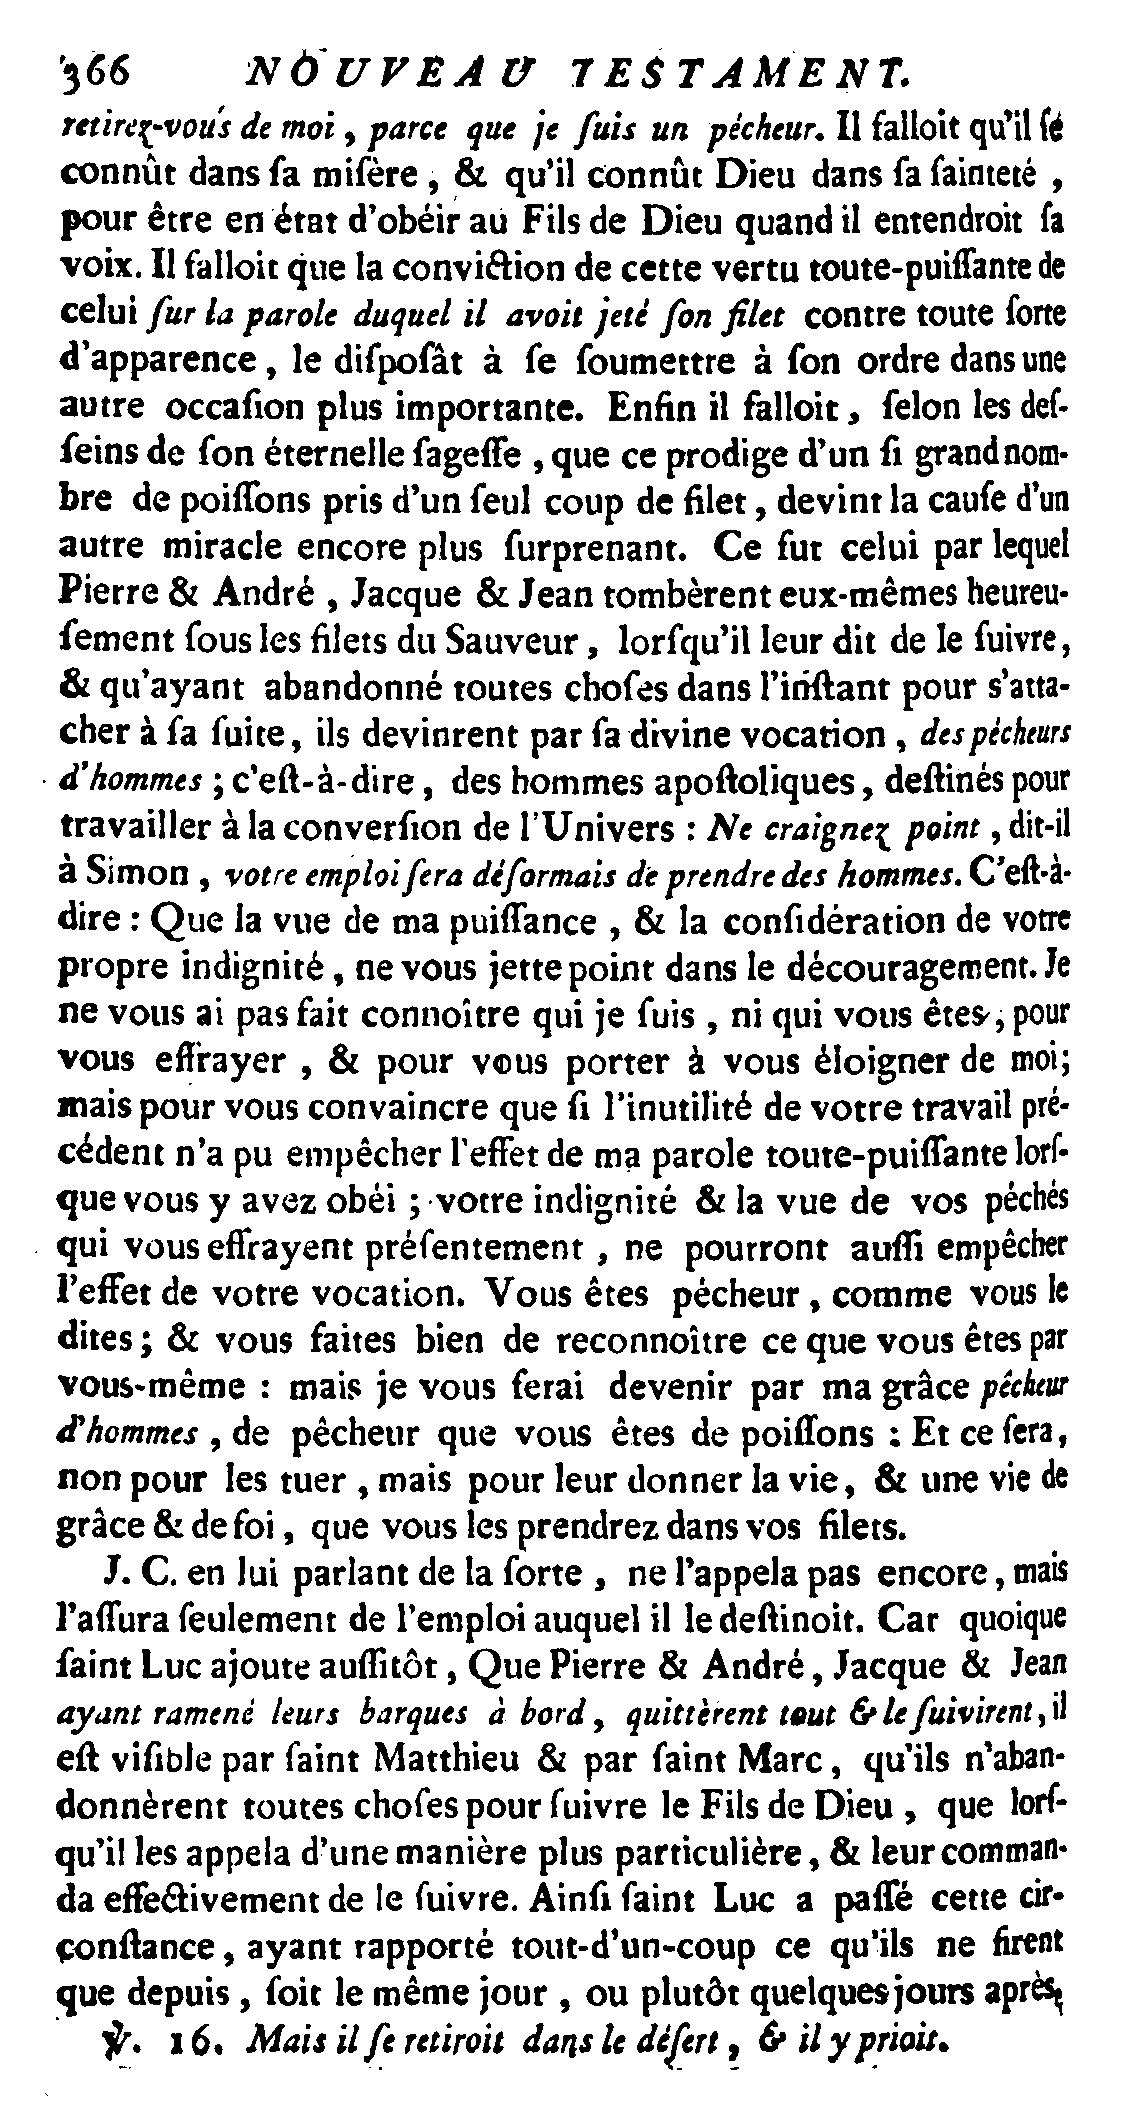 366 NOUVEAU TESTAMENT.
retirez-vous de moi, parce que je ſuis un pécheur. Il falloit qu'il ſe
connût dans ſa miſère, & qu'il connût Dieu dans ſa ſainteté,
pour être en état d'obéir au Fils de Dieu quand il entendroit ſa
voix. Il falloit que la conviction de cette vertu toute-puiſſante de
celui ſur la parole duquel il avoit jeté ſon filet contre toute ſorte
d'apparence, le diſpoſât à ſe ſoumettre à ſon ordre dans une
autre occaſion plus importante. Enfin il falloit, ſelon les deſ-
ſeins de ſon éternelle ſageſſe, que ce prodige d'un ſi grand nom-
bre de poiſſons pris d'un ſeul coup de filet, devint la cauſe d'un
autre miracle encore plus ſurprenant. Ce fut celui par lequel
Pierre & André, Jacque & Jean tombèrent eux-mêmes heureu-
ſement ſous les filets du Sauveur, lorſqu'il leur dit de le ſuivre,
& qu'ayant abandonné toutes choſes dans l'inſtant pour s'atta-
cher à ſa ſuite, ils devinrent par ſa divine vocation, des pécheurs
d'hommes; c'eſt-à-dire, des hommes apoſtoliques, deſtinés pour
travailler à la converſion de l'Univers : Ne craignez point, dit-il
à Simon, votre emploi ſera déſormais de prendre des hommes. C'eſt-à-
dire : Que la vue de ma puiſſance, & la conſidération de votre
propre indignité, ne vous jette point dans le découragement. Je
ne vous ai pas fait connoître qui je ſuis, ni qui vous êtes, pour
vous effrayer, & pour vous porter à vous éloigner de moi;
mais pour vous convaincre que ſi l'inutilité de votre travail pré-
cédent n'a pu empêcher l'effet de ma parole toute-puiſſante lorſ-
que vous y avez obéi; votre indignité & la vue de vos péchés
qui vous effrayent préſentement, ne pourront auſſi empêcher
l'effet de votre vocation. Vous êtes pécheur, comme vous le
dites; & vous faites bien de reconnoître ce que vous êtes par
vous-même : mais je vous ferai devenir par ma grâce pêcheur
d'hommes, de pêcheur que vous êtes de poiſſons : Et ce ſera,
non pour les tuer, mais pour leur donner la vie, & une vie de
grâce & de foi, que vous les prendrez dans vos filets.
J. C. en lui parlant de la ſorte, ne l'appela pas encore, mais
l'aſſura ſeulement de l'emploi auquel il le deſtinoit. Car quoique
ſaint Luc ajoute auſſitôt, Que Pierre & André, Jacque & Jean
ayant ramené leurs barques à bord, quittèrent tout & le ſuivirent, il
eſt viſible par ſaint Matthieu & par ſaint Marc, qu'ils n'aban-
donnèrent toutes choſes pour ſuivre le Fils de Dieu, que lorſ-
qu'il les appela d'une manière plus particulière, & leur comman-
da effectivement de le ſuivre. Ainſi ſaint Luc a paſſé cette cir-
conſtance, ayant rapporté tout-d'un-coup ce qu'ils ne firent
que depuis, ſoit le même jour, ou plutôt quelques jours après.
℣. 16. Mais il ſe retiroit dans le déſert, & il y prioit.